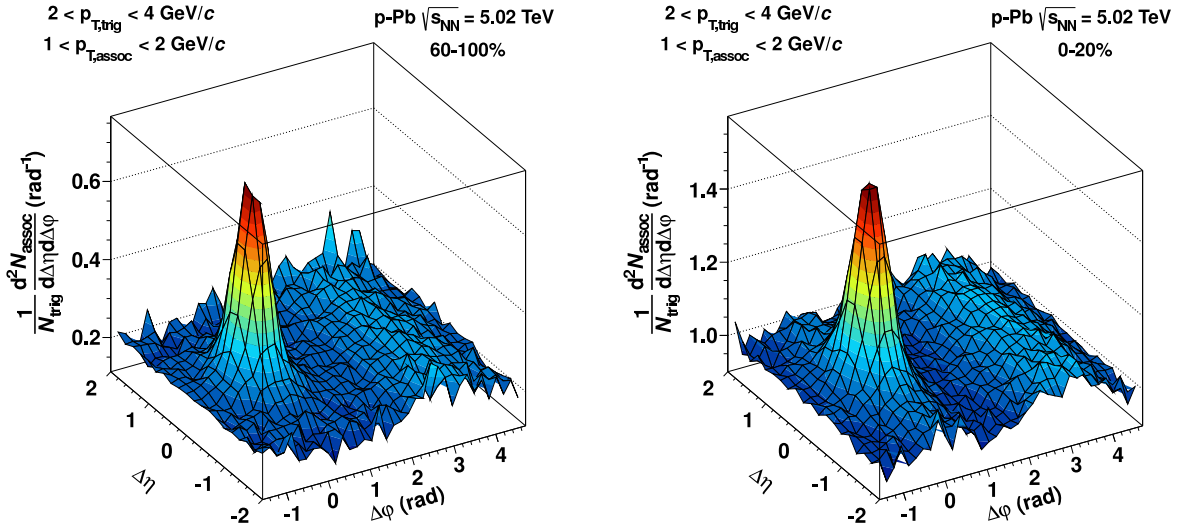 2 < p_T,trig < 4 GeV/c
1 < p_T,assoc < 2 GeV/c
p-Pb √s_NN = 5.02 TeV
60-100%
1/N_trig d²N_assoc/dΔηdΔφ (rad⁻¹)
0.6
0.4
0.2
2
1
0
-1
-2
Δη
-1
0
1
2
3
4
Δφ (rad)
2 < p_T,trig < 4 GeV/c
1 < p_T,assoc < 2 GeV/c
p-Pb √s_NN = 5.02 TeV
0-20%
1/N_trig d²N_assoc/dΔηdΔφ (rad⁻¹)
1.4
1.2
1.0
2
1
0
-1
-2
Δη
-1
0
1
2
3
4
Δφ (rad)